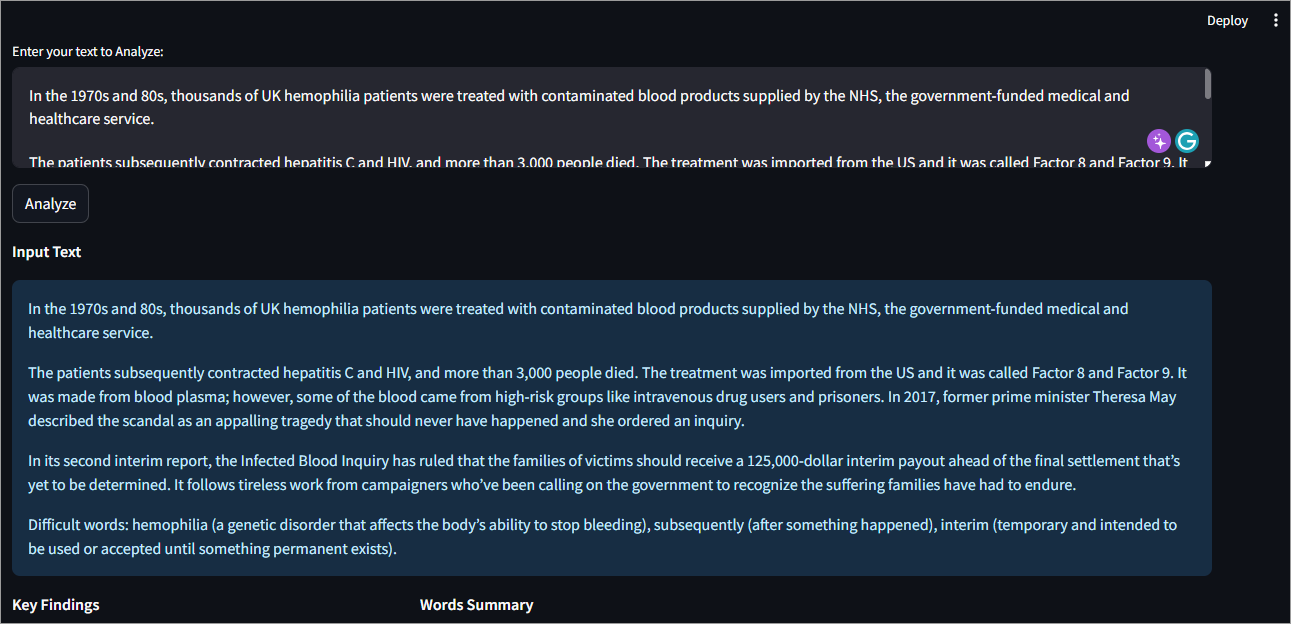 Deploy
Enter your text to Analyze:
In the 1970s and 80s, thousands of UK hemophilia patients were treated with contaminated blood products supplied by the NHS, the government-funded medical and
healthcare service.
The patients subsequently contracted hepatitis C and HIV, and more than 3,000 people died. The treatment was imported from the US and it was called Factor 8 and Factor 9. It
Analyze
Input Text
In the 1970s and 80s, thousands of UK hemophilia patients were treated with contaminated blood products supplied by the NHS, the government-funded medical and
healthcare service.
The patients subsequently contracted hepatitis C and HIV, and more than 3,000 people died. The treatment was imported from the US and it was called Factor 8 and Factor 9. It
was made from blood plasma; however, some of the blood came from high-risk groups like intravenous drug users and prisoners. In 2017, former prime minister Theresa May
described the scandal as an appalling tragedy that should never have happened and she ordered an inquiry.
In its second interim report, the Infected Blood Inquiry has ruled that the families of victims should receive a 125,000-dollar interim payout ahead of the final settlement that’s
yet to be determined. It follows tireless work from campaigners who’ve been calling on the government to recognize the suffering families have had to endure.
Difficult words: hemophilia (a genetic disorder that affects the body’s ability to stop bleeding), subsequently (after something happened), interim (temporary and intended to
be used or accepted until something permanent exists).
Key Findings
Words Summary